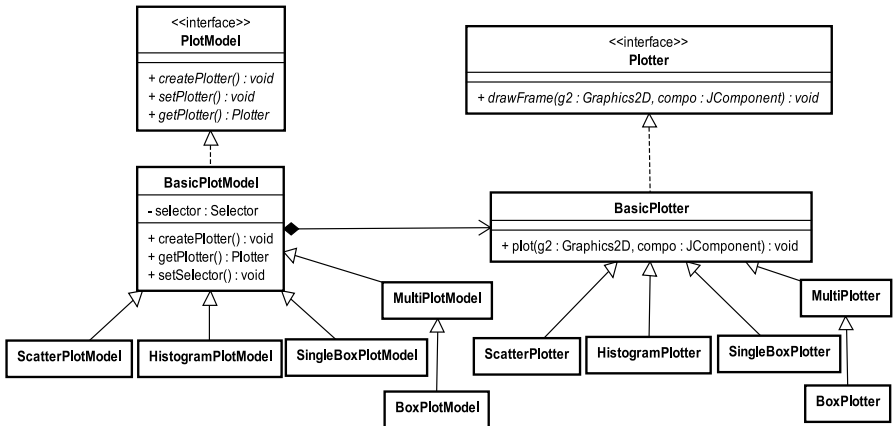 <<interface>>
PlotModel
+ createPlotter() : void
+ setPlotter() : void
+ getPlotter() : Plotter
<<interface>>
Plotter
+ drawFrame(g2 : Graphics2D, compo : JComponent) : void
BasicPlotModel
- selector : Selector
+ createPlotter() : void
+ getPlotter() : Plotter
+ setSelector() : void
BasicPlotter
+ plot(g2 : Graphics2D, compo : JComponent) : void
MultiPlotModel
MultiPlotter
ScatterPlotModel
HistogramPlotModel
SingleBoxPlotModel
ScatterPlotter
HistogramPlotter
SingleBoxPlotter
BoxPlotModel
BoxPlotter